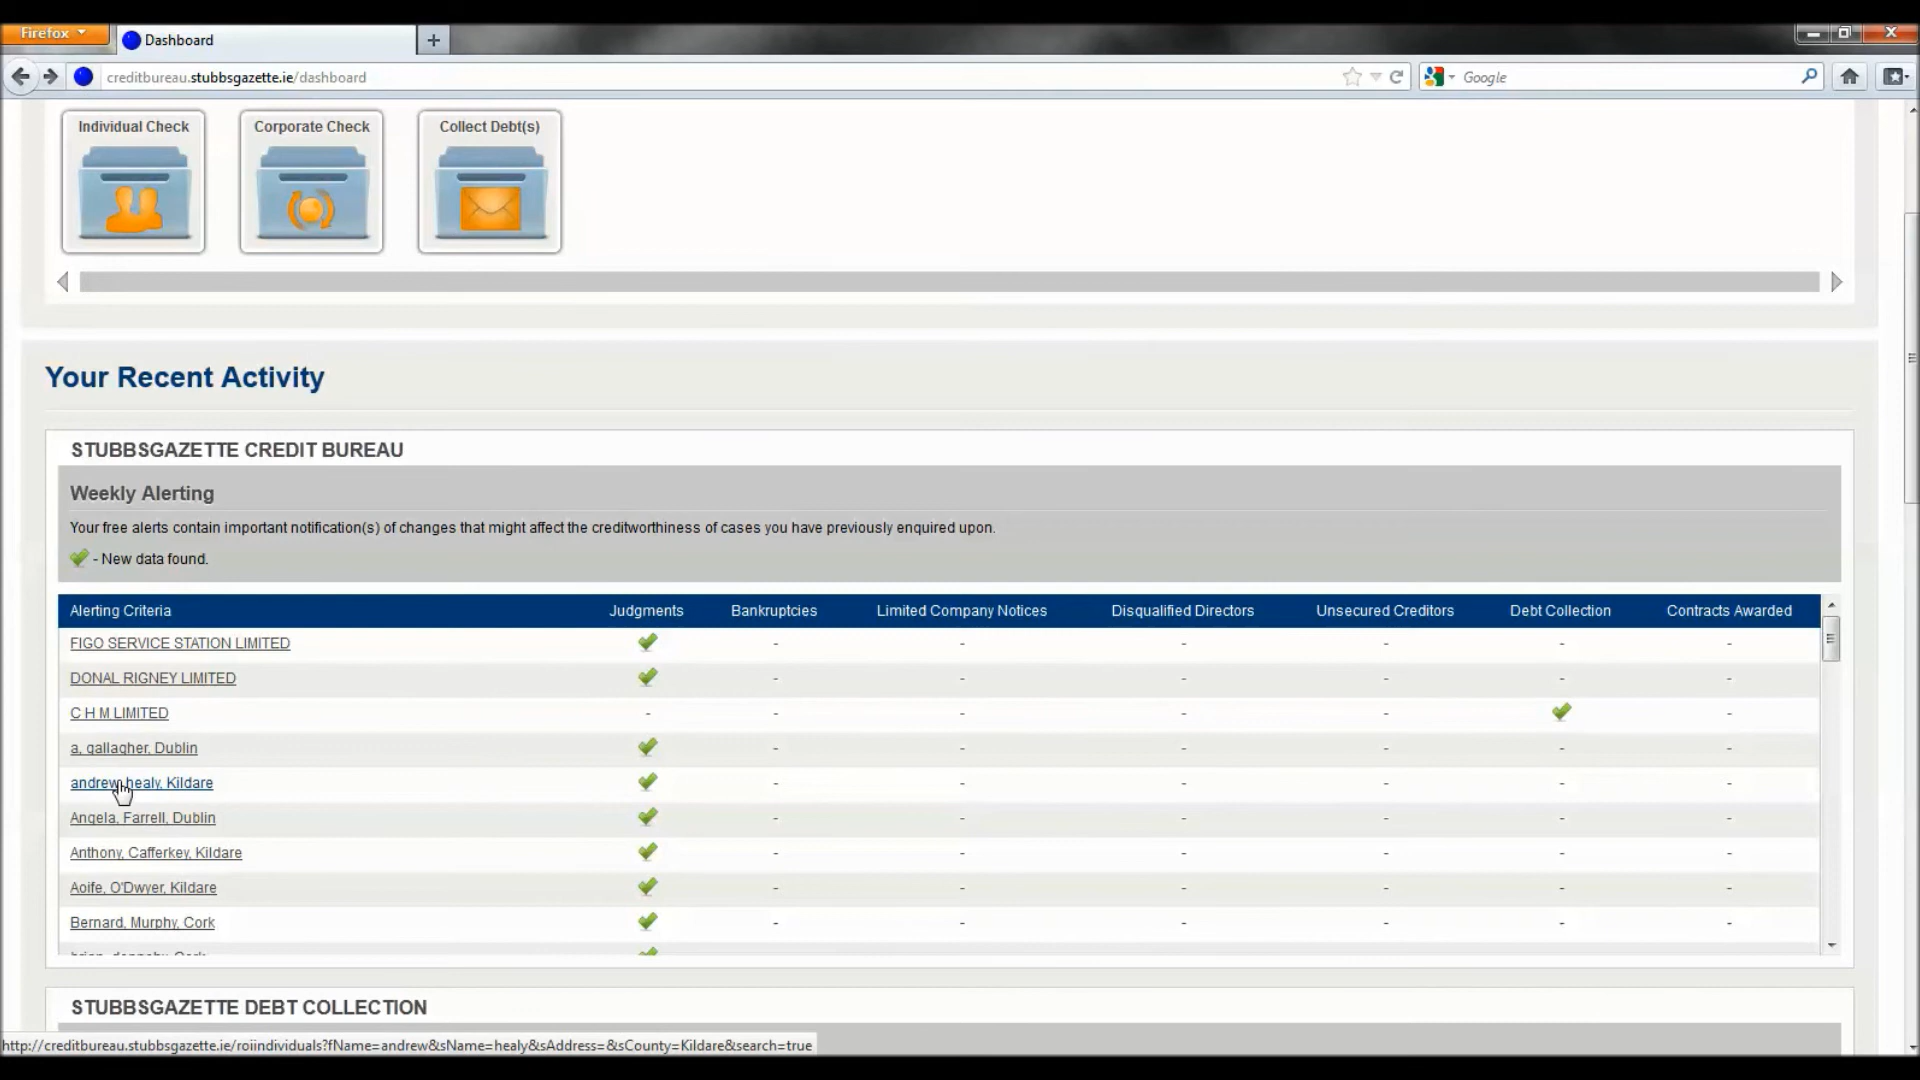 Firefox
Dashboard
creditbureau.stubbsgazette.ie/dashboard
Google
Individual Check
Corporate Check
Collect Debt(s)
Your Recent Activity
STUBBSGAZETTE CREDIT BUREAU
Weekly Alerting
Your free alerts contain important notification(s) of changes that might affect the creditworthiness of cases you have previously enquired upon.
- New data found.
Alerting Criteria Judgments Bankruptcies Limited Company Notices Disqualified Directors Unsecured Creditors Debt Collection Contracts Awarded
FIGO SERVICE STATION LIMITED - - - - - -
DONAL RIGNEY LIMITED - - - - - -
C H M LIMITED - - - - - -
a, gallagher, Dublin - - - - - -
andrew, healy, Kildare - - - - - -
Angela, Farrell, Dublin - - - - - -
Anthony, Cafferkey, Kildare - - - - - -
Aoife, O'Dwyer, Kildare - - - - - -
Bernard, Murphy, Cork - - - - - -
STUBBSGAZETTE DEBT COLLECTION
http://creditbureau.stubbsgazette.ie/roiindividuals?fName=andrew&sName=healy&sAddress=&sCounty=Kildare&search=true